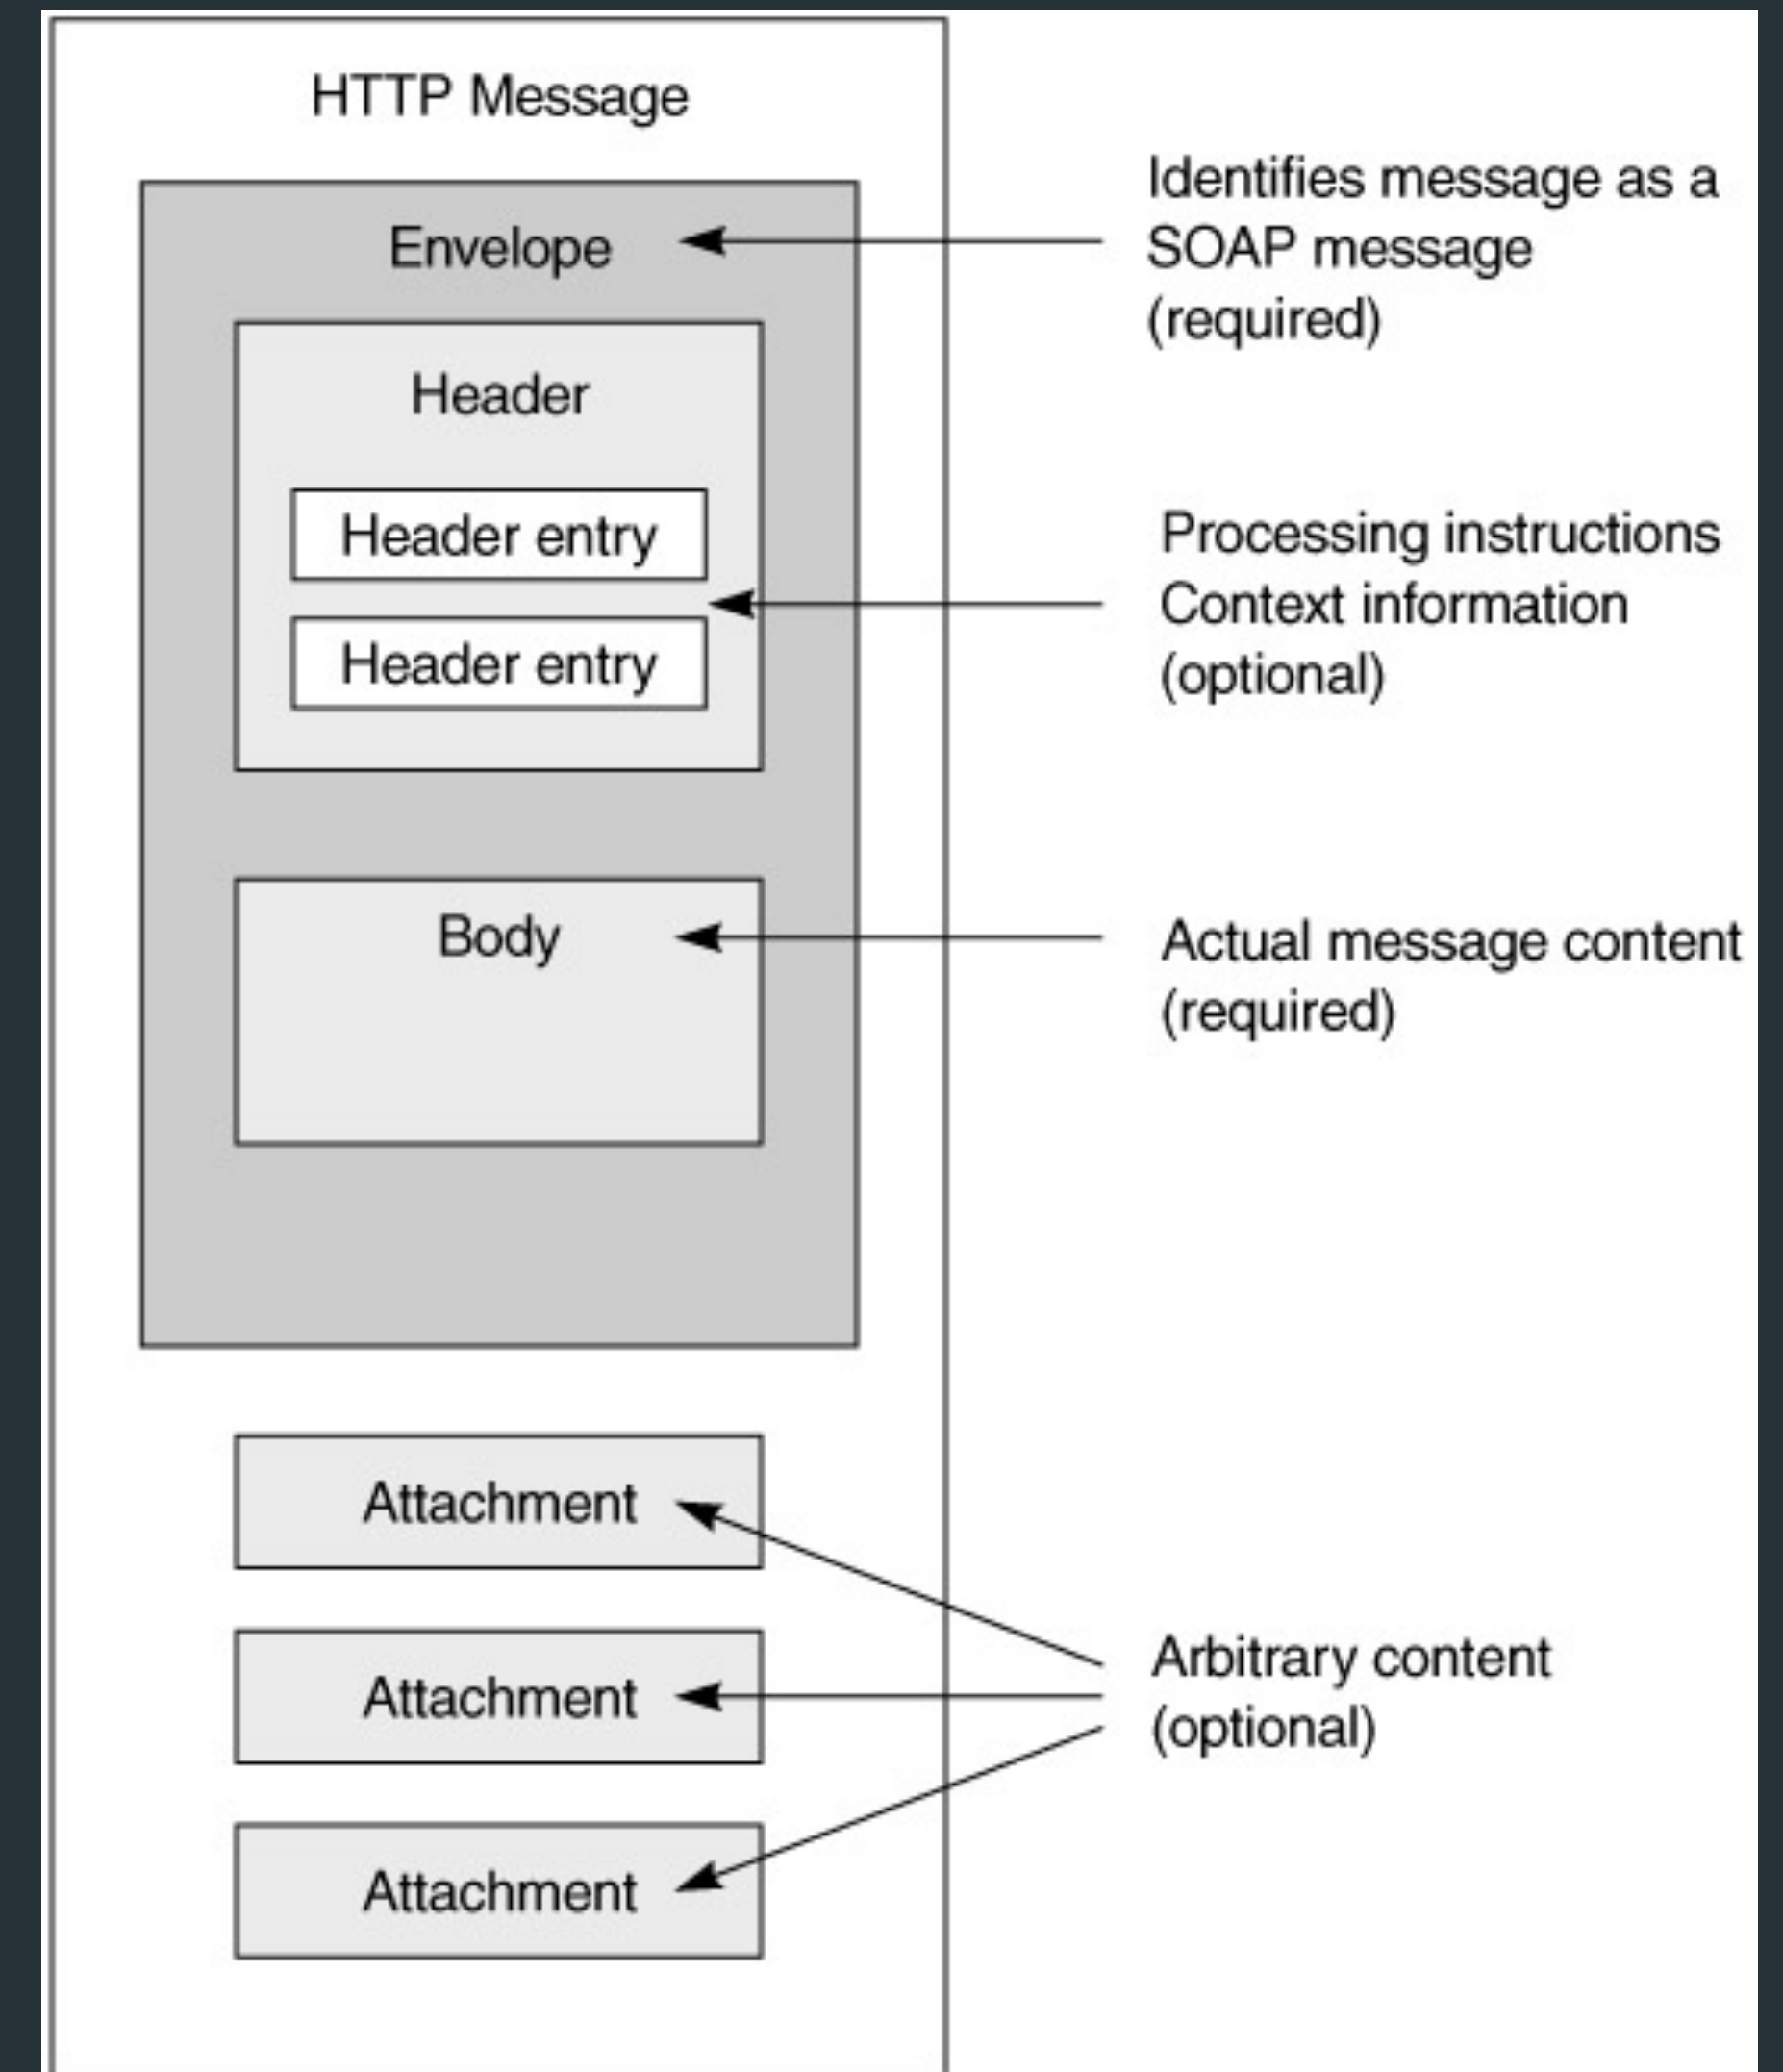 HTTP Message
Envelope
Identifies message as a
SOAP message
(required)
Header
Header entry
Header entry
Processing instructions
Context information
(optional)
Body
Actual message content
(required)
Attachment
Attachment
Attachment
Arbitrary content
(optional)